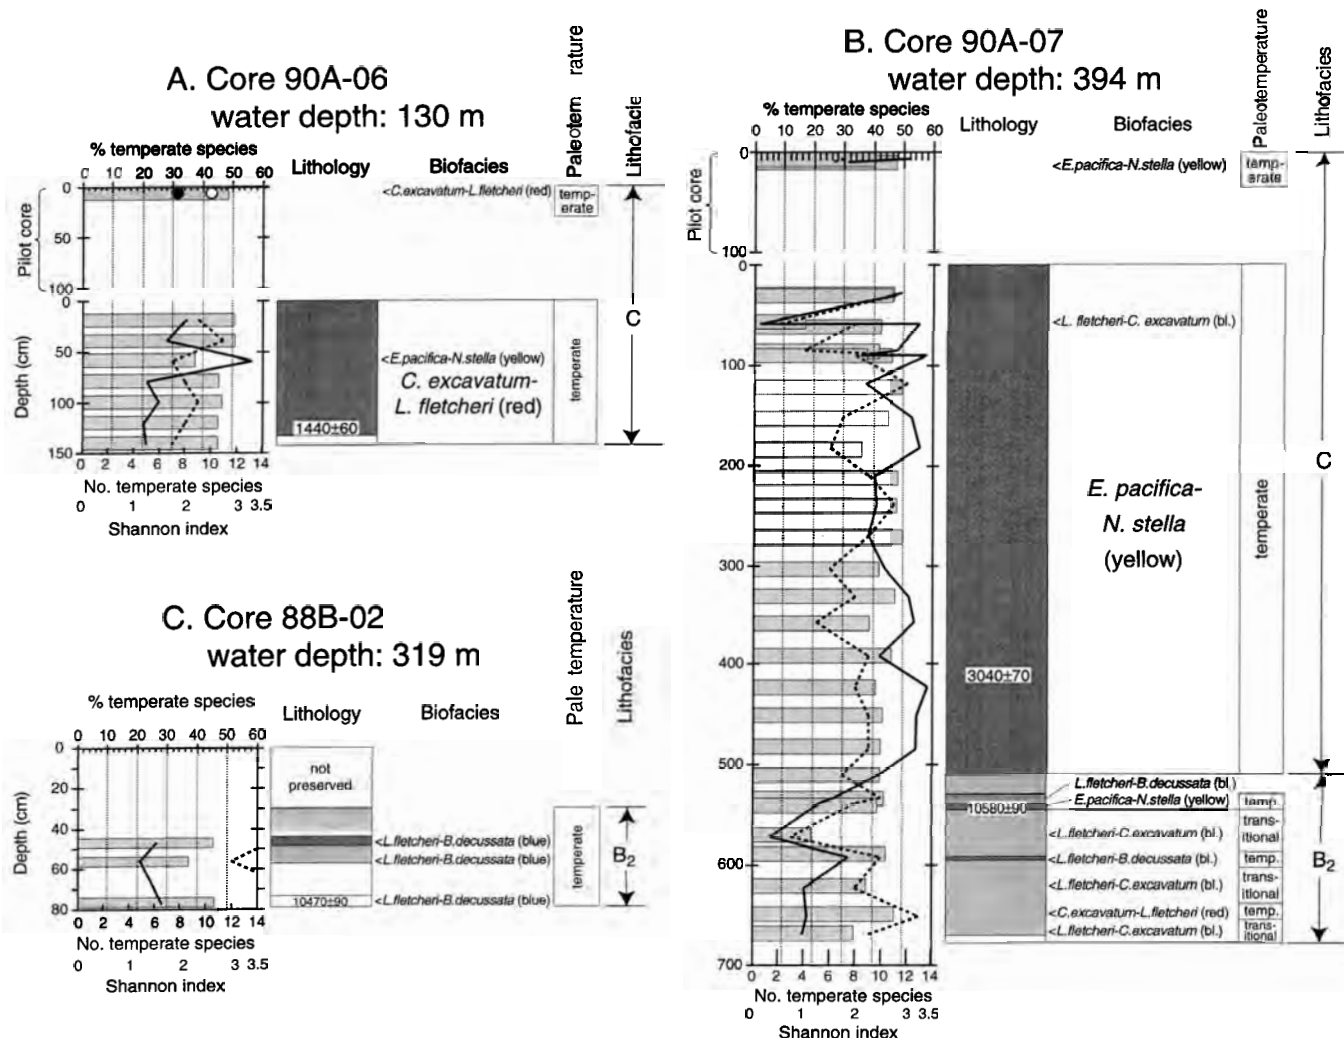 A. Core 90A-06
water depth: 130 m
% temperate species
0 10 20 30 40 50 60
Lithology
Biofacies
Paleotem rature
Lithofacie
Pilot core
0
50
100
<C.excavatum-L.fletcheri (red)
temp-
erate
Depth (cm)
0
50
100
150
<E.pacifica-N.stella (yellow)
C. excavatum-
L. fletcheri (red)
1440±60
temperate
C
0 2 4 6 8 10 12 14
No. temperate species
0 1 2 3 3.5
Shannon index
B. Core 90A-07
water depth: 394 m
% temperate species
0 10 20 30 40 50 60
Lithology
Biofacies
Paleotemperature
Lithofacies
Pilot core
0
100
<E.pacifica-N.stella (yellow)
temp-
erate
0
100
200
300
400
500
600
700
<L. fletcheri-C. excavatum (bl.)
E. pacifica-
N. stella
(yellow)
3040±70
temperate
C
L.fletcheri-B.decussata (bl.)
E.pacifica-N.stella (yellow)
10580±90
temp.
trans-
itional
<L.fletcheri-C.excavatum (bl.)
<L.fletcheri-B.decussata (bl.)
temp.
B2
<L.fletcheri-C.excavatum (bl.)
trans-
itional
<C.excavatum-L.fletcheri (red)
temp.
<L.fletcheri-C.excavatum (bl.)
trans-
itional
0 2 4 6 8 10 12 14
No. temperate species
0 1 2 3 3.5
Shannon index
C. Core 88B-02
water depth: 319 m
% temperate species
0 10 20 30 40 50 60
Lithology
Biofacies
Pale temperature
Lithofacies
Depth (cm)
0
20
40
60
80
not
preserved
<L.fletcheri-B.decussata (blue)
<L.fletcheri-B.decussata (blue)
10470±90
<L.fletcheri-B.decussata (blue)
temperate
B2
0 2 4 6 8 10 12 14
No. temperate species
0 1 2 3 3.5
Shannon index